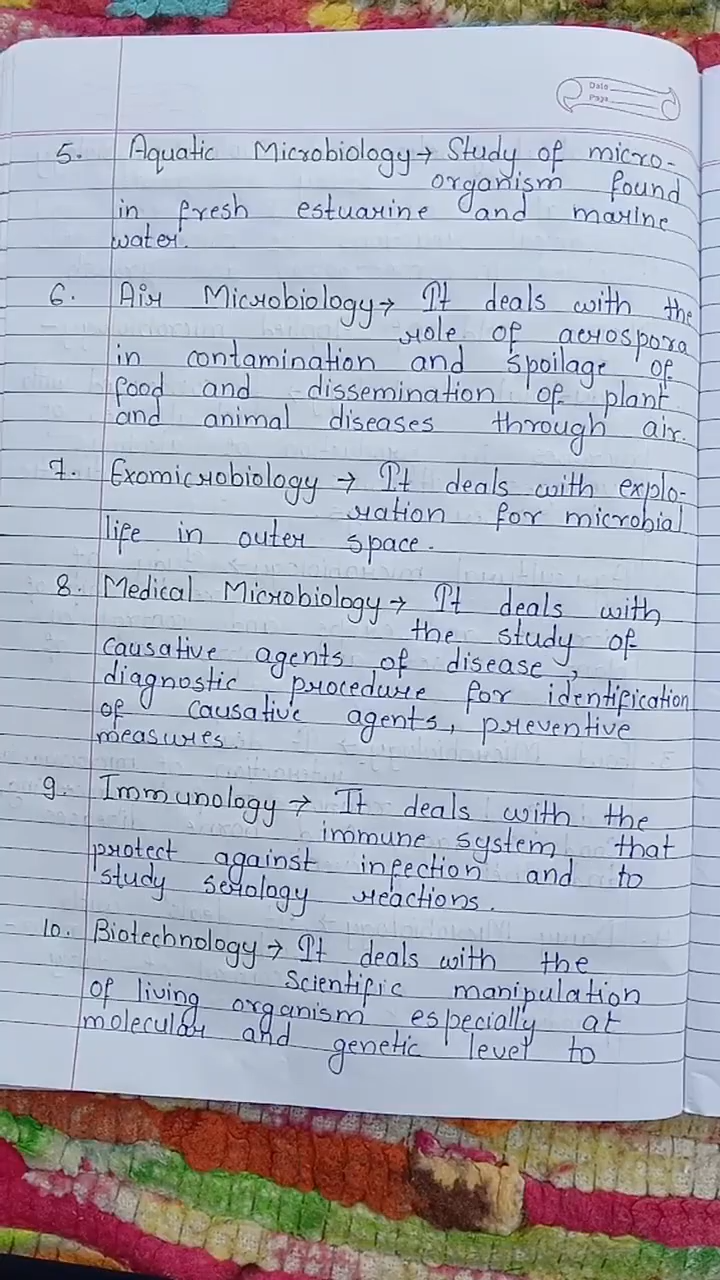 Date
Page
5. Aquatic Microbiology → Study of micro-
organism found
in fresh estuarine and marine
water.
6. Air Microbiology → It deals with the
role of aerospora
in contamination and spoilage of
food and dissemination of plant
and animal diseases through air.
7. Exomicrobiology → It deals with explo-
ration for microbial
life in outer space.
8. Medical Microbiology → It deals with
the study of
causative agents of disease,
diagnostic procedure for identification
of causative agents, preventive
measures.
9. Immunology → It deals with the
immune system that
protect against infection and to
study serology reactions.
10. Biotechnology → It deals with the
Scientific manipulation
of living organism especially at
molecular and genetic level to